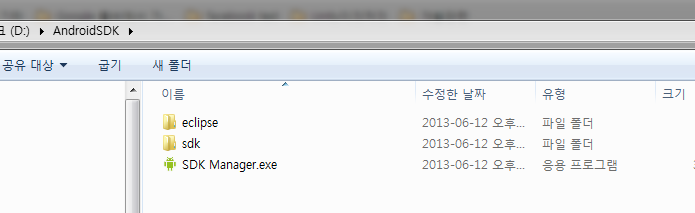 (D:) ▸ AndroidSDK ▸
공유 대상 굽기 새 폴더
이름 수정한 날짜 유형 크기
eclipse 2013-06-12 오후... 파일 폴더
sdk 2013-06-12 오후... 파일 폴더
SDK Manager.exe 2013-06-12 오후... 응용 프로그램